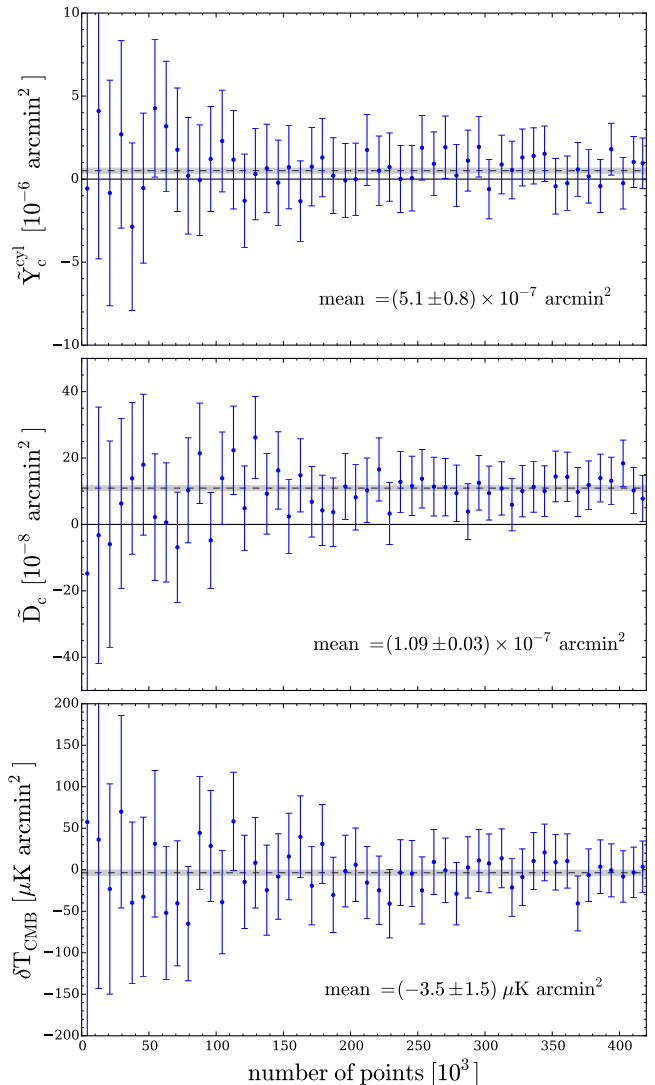 10
5
0
−5
−10
Ỹ_c^cyl [10^−6 arcmin^2]
mean =(5.1±0.8)×10^−7 arcmin^2
40
20
0
−20
−40
D̃_c [10^−8 arcmin^2]
mean =(1.09±0.03)×10^−7 arcmin^2
200
150
100
50
0
−50
−100
−150
−200
δT_CMB [μK arcmin^2]
mean =(−3.5±1.5) μK arcmin^2
0 50 100 150 200 250 300 350 400
number of points [10^3]